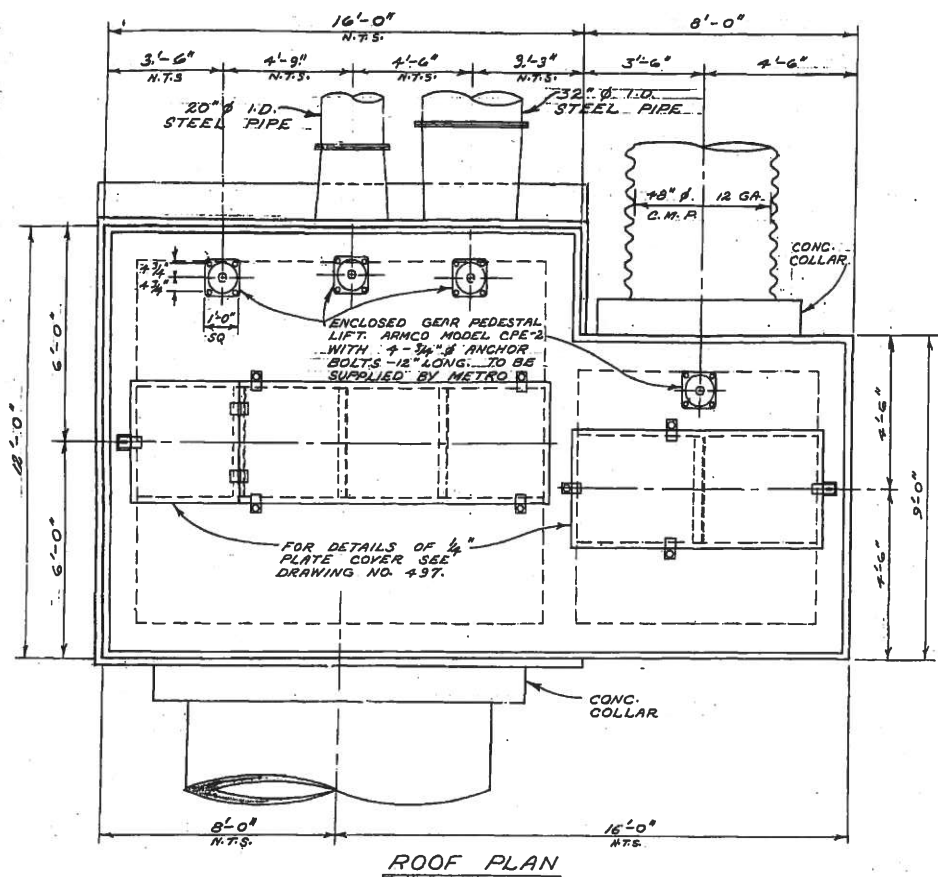 16'-0"
N.T.S.
8'-0"
3'-6"
N.T.S
4'-9"
N.T.S.
4'-6"
N.T.S.
3'-3"
N.T.S.
3'-6"
4'-6"
20" Ø I.D.
STEEL PIPE
32" Ø I.D.
STEEL PIPE
48" Ø 12 GA.
C.M.P.
CONC.
COLLAR
4 3/4"
4 3/4"
1'-0"
SQ
ENCLOSED GEAR PEDESTAL
LIFT. ARMCO MODEL CPE-2
WITH 4-3/4" Ø ANCHOR
BOLTS -12" LONG. TO BE
SUPPLIED BY METRO
6'-0"
12'-0"
6'-0"
4'-6"
9'-0"
4'-6"
FOR DETAILS OF 1/4"
PLATE COVER SEE
DRAWING NO. 497.
CONC.
COLLAR
8'-0"
N.T.S.
16'-0"
N.T.S.
ROOF PLAN